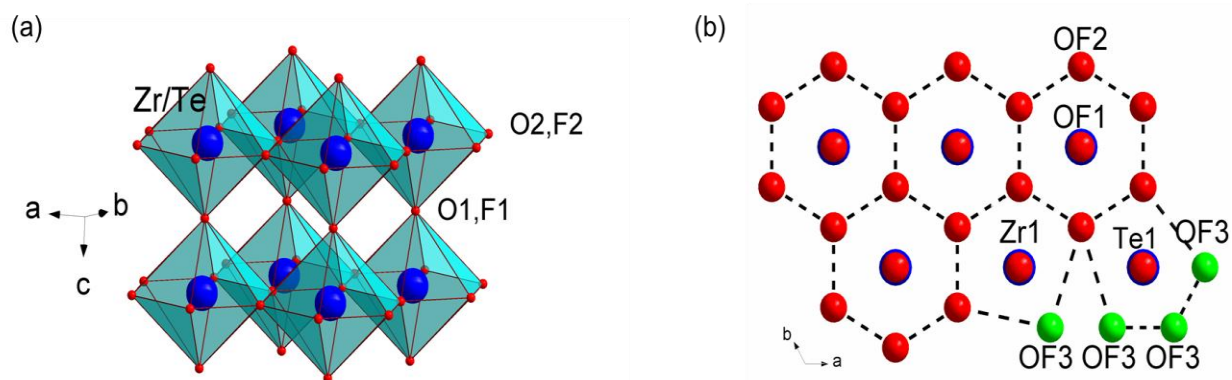 (a)
Zr/Te
O2,F2
O1,F1
a
b
c
(b)
OF2
OF1
Zr1
Te1
OF3
OF3
OF3
OF3
b
a